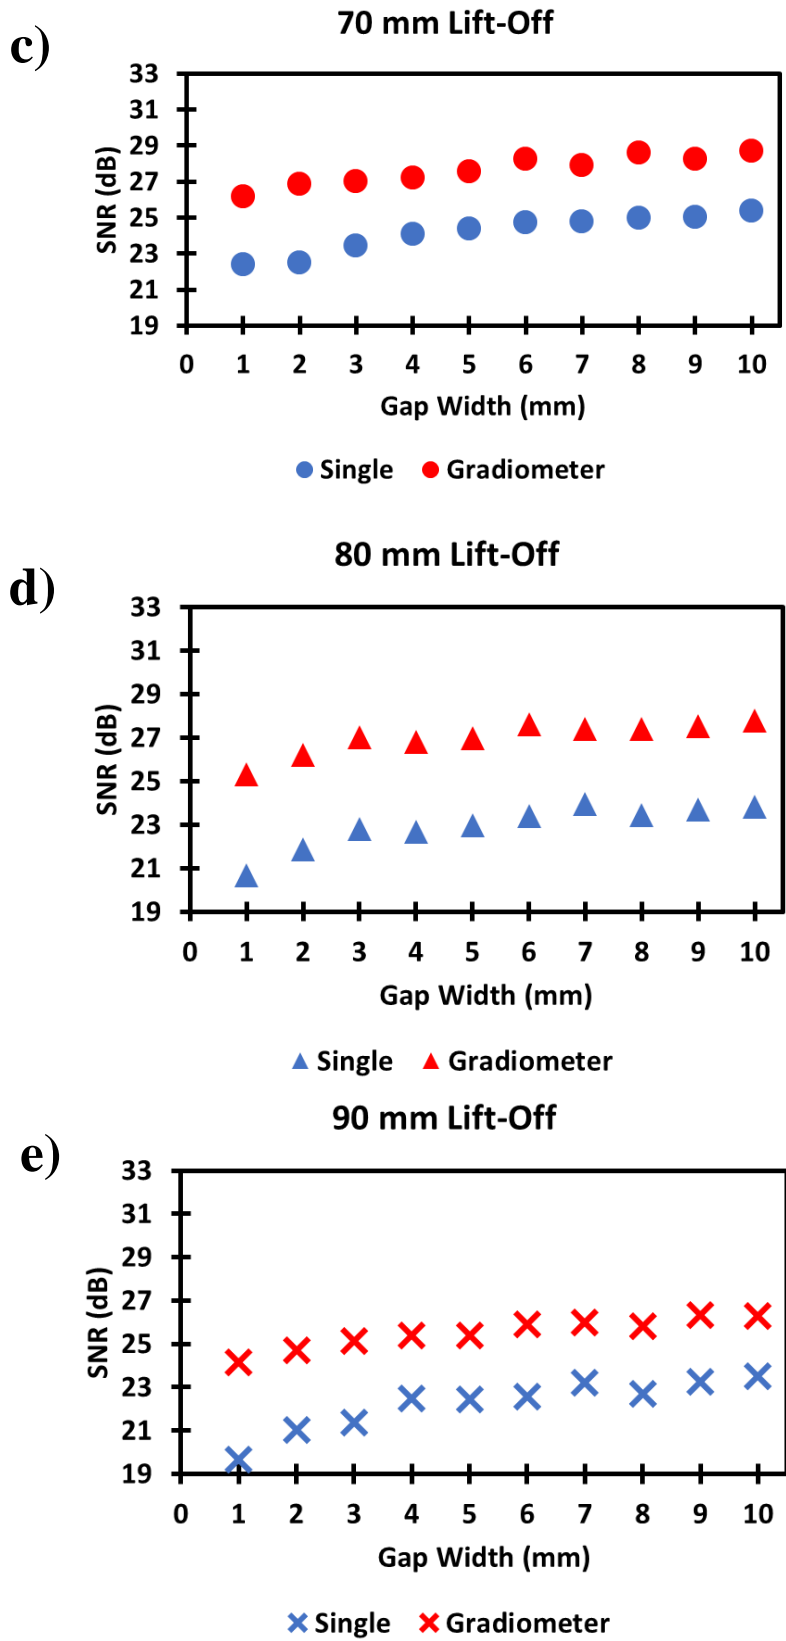 c)
70 mm Lift-Off
33
31
29
27
25
23
21
19
SNR (dB)
0 1 2 3 4 5 6 7 8 9 10
Gap Width (mm)
Single Gradiometer
d)
80 mm Lift-Off
33
31
29
27
25
23
21
19
SNR (dB)
0 1 2 3 4 5 6 7 8 9 10
Gap Width (mm)
Single Gradiometer
e)
90 mm Lift-Off
33
31
29
27
25
23
21
19
SNR (dB)
0 1 2 3 4 5 6 7 8 9 10
Gap Width (mm)
Single Gradiometer